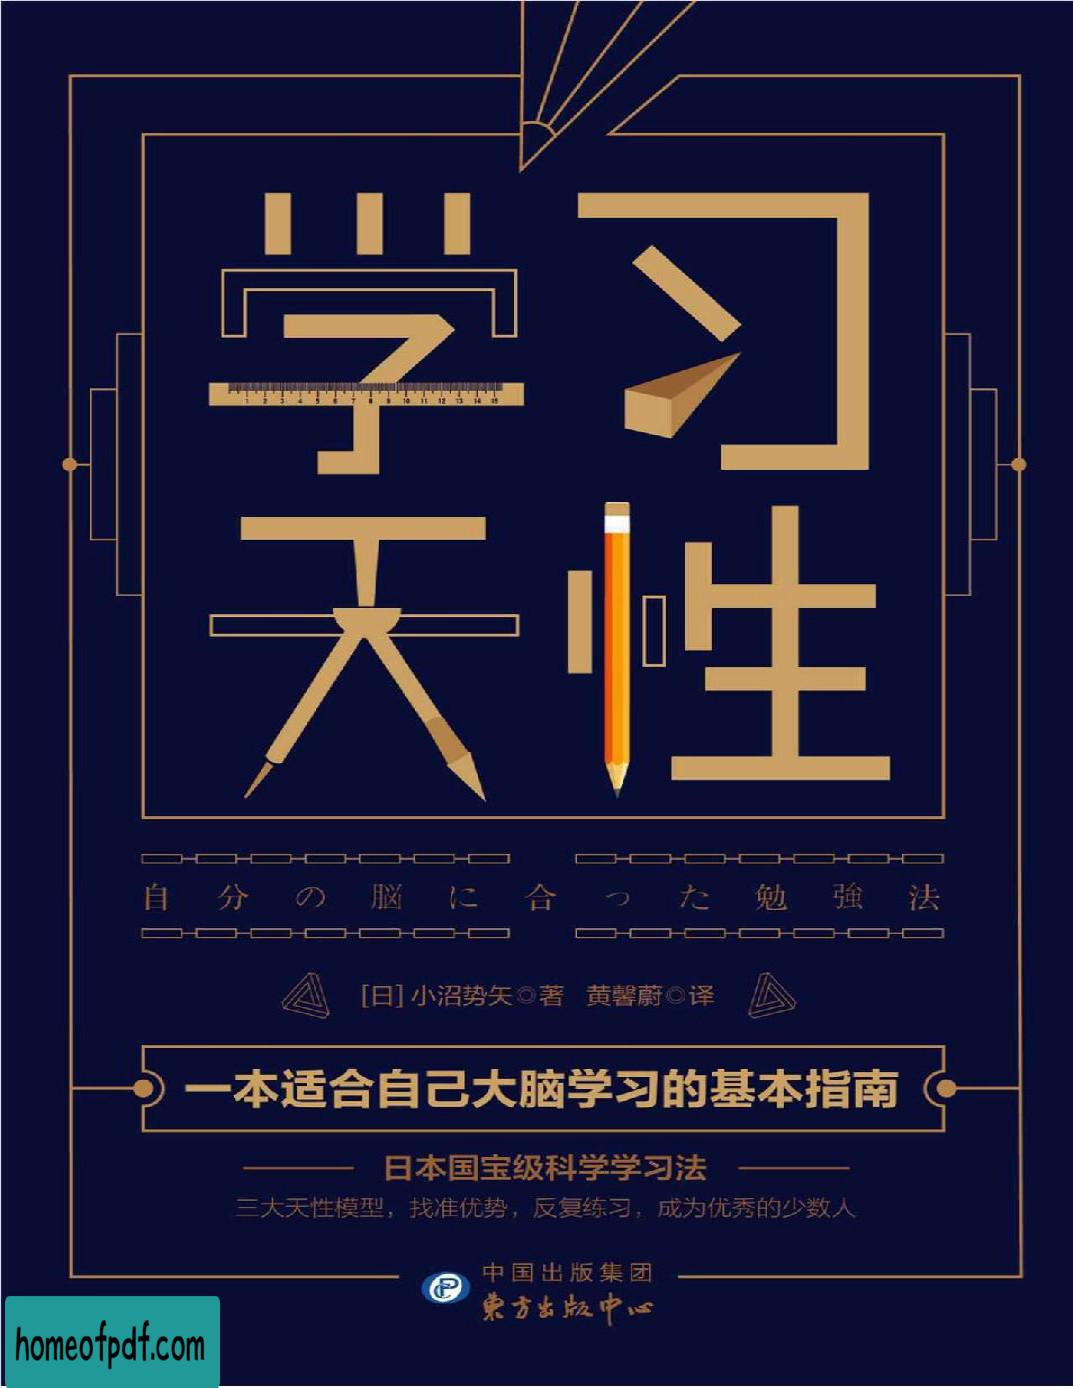 学习
1 2 3 4 5 6 7 8 9 10 11 12 13 14 15
天性
自分の脳に合った勉強法
[日] 小沼势矢◎著 黄馨蔚◎译
一本适合自己大脑学习的基本指南
日本国宝级科学学习法
三大天性模型，找准优势，反复练习，成为优秀的少数人
中国出版集团
东方出版中心
homeofpdf.com